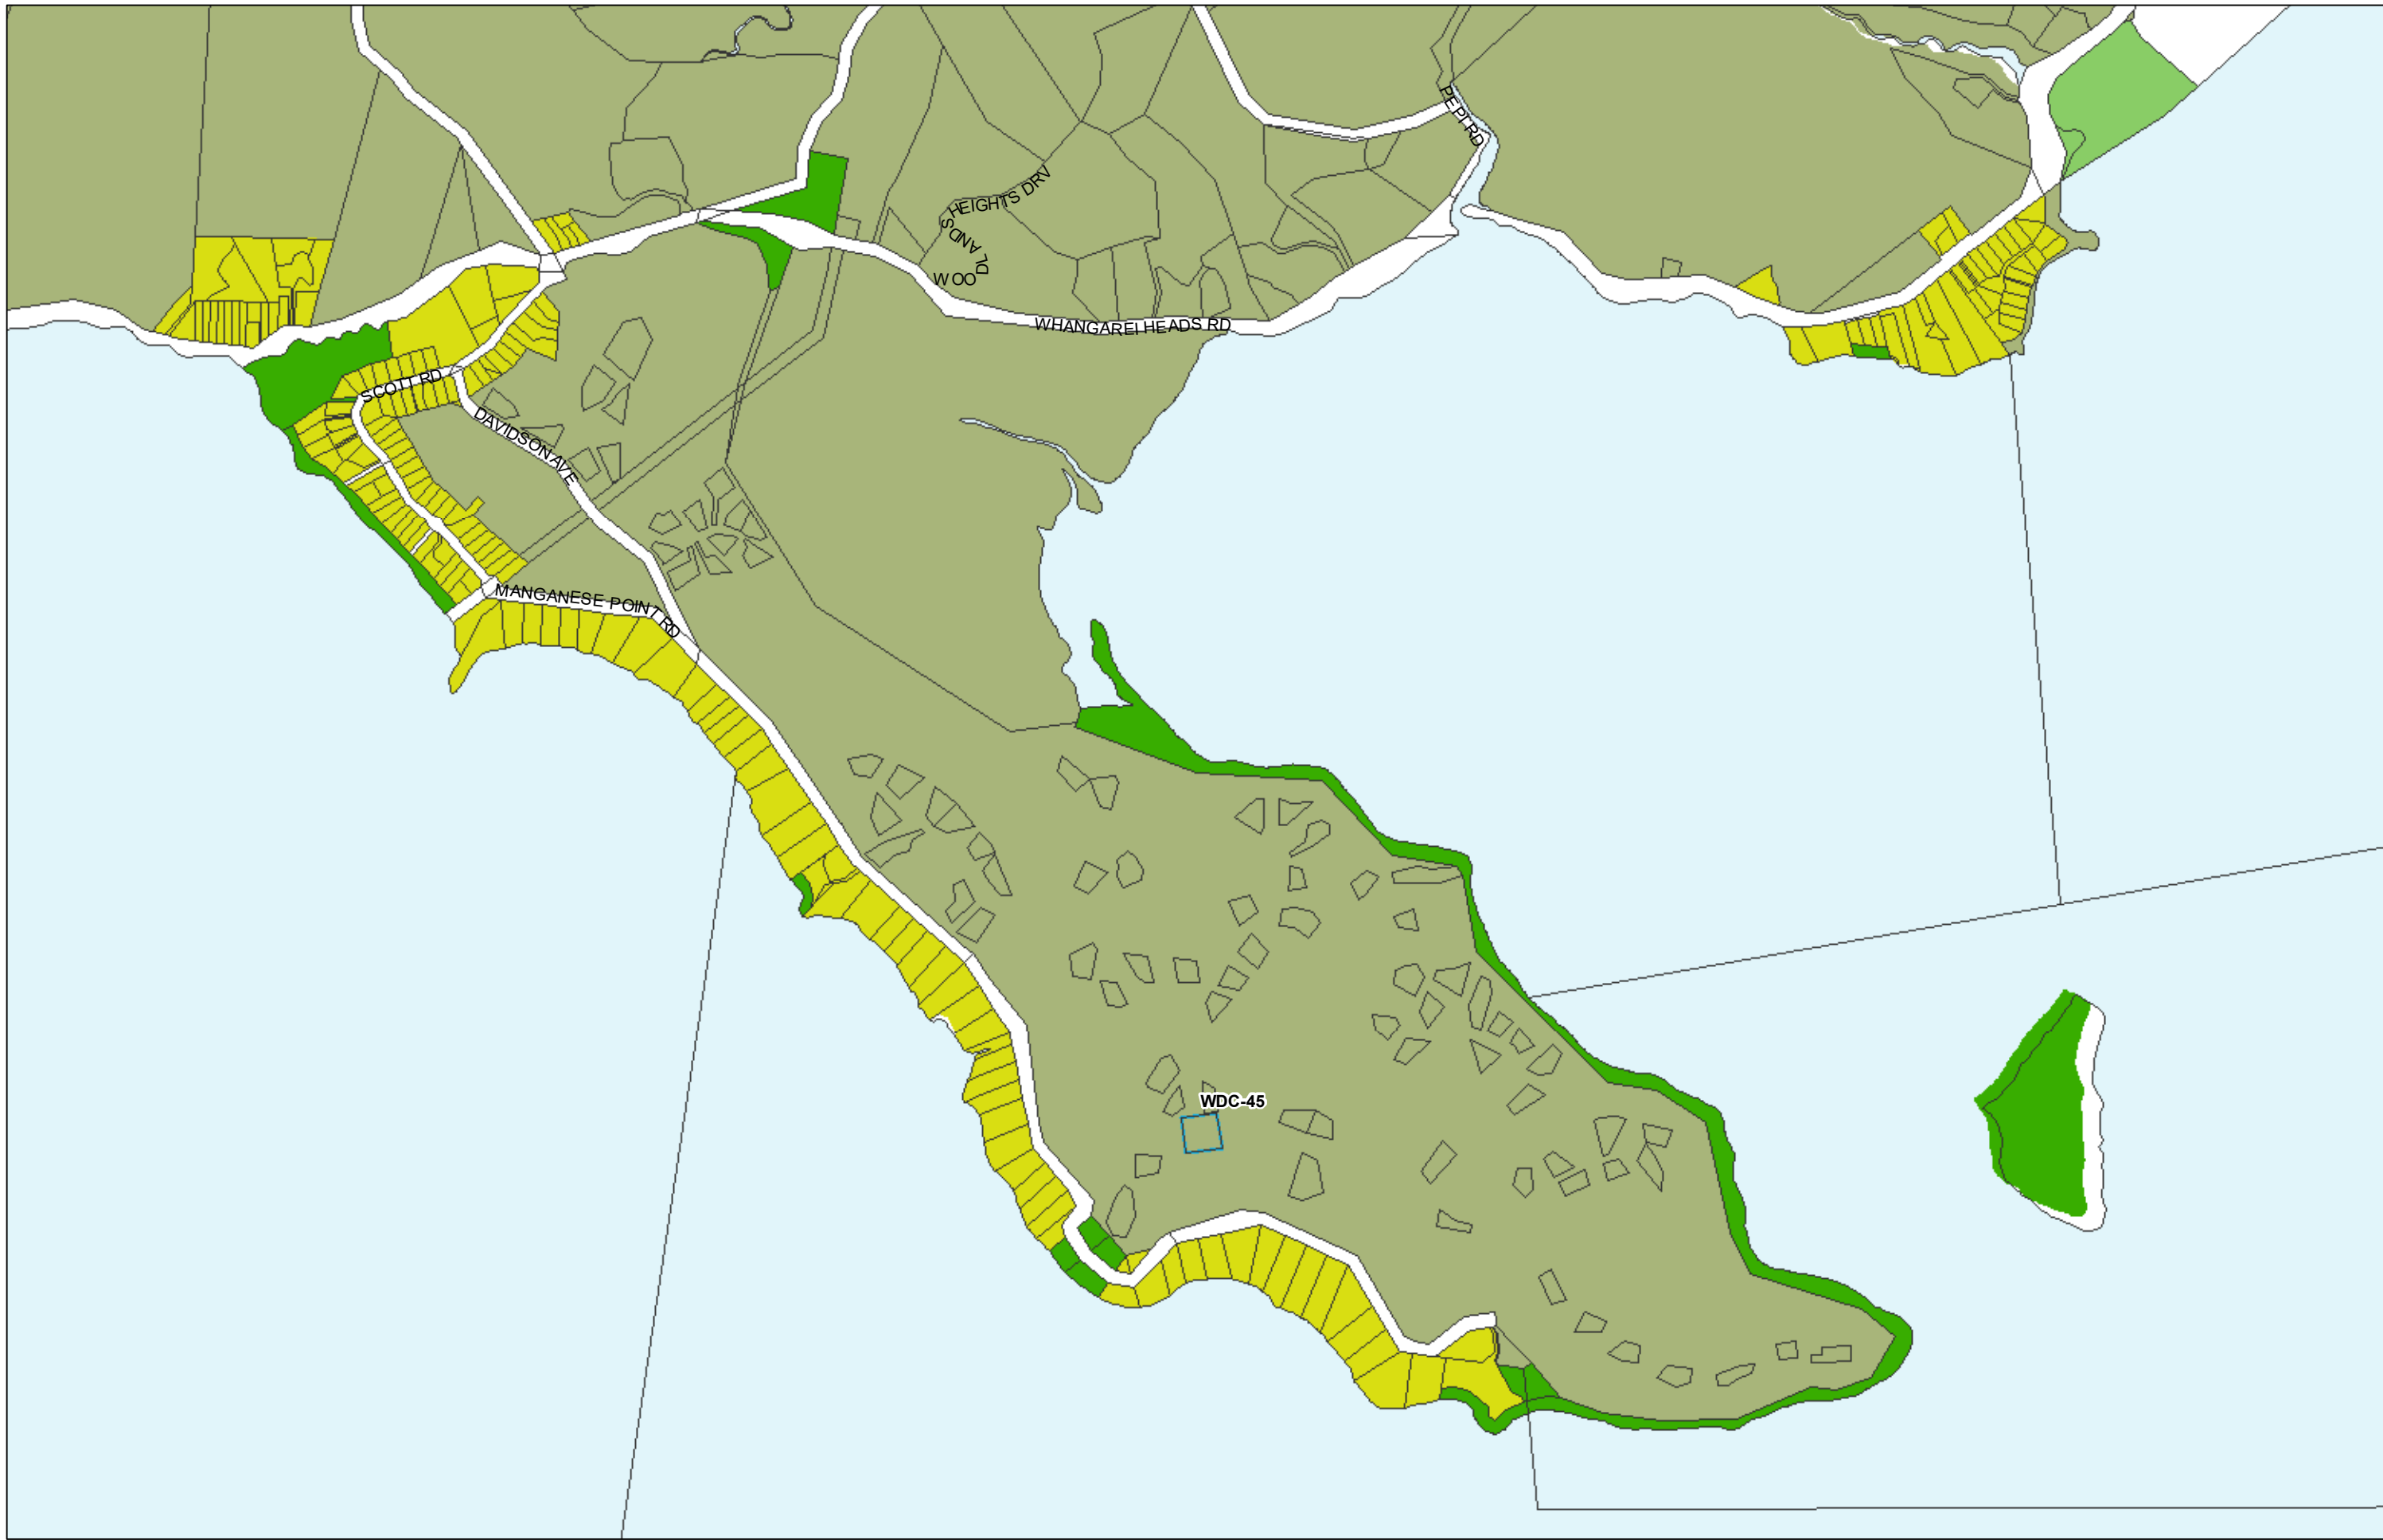 PEPI RD
WOODLANDS HEIGHTS DRV
WHANGAREI HEADS RD
SCOTT RD
DAVIDSON AVE
MANGANESE POINT RD
WDC-45